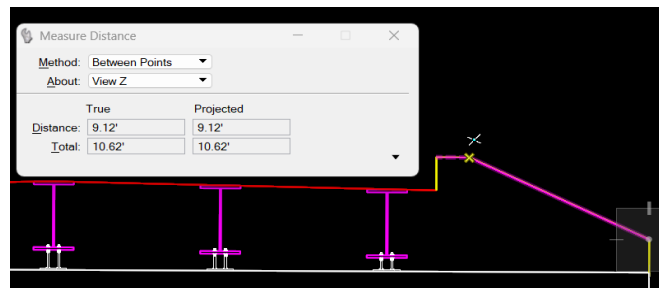 Measure Distance
Method: Between Points
About: View Z
True Projected
Distance: 9.12' 9.12'
Total: 10.62' 10.62'